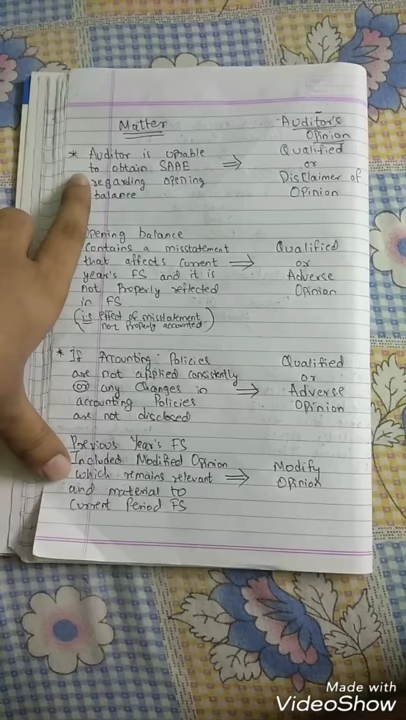 Matter
Auditor's
Opinion
* Auditor is unable
to obtain SAAE ⇒
regarding opening
balance
Qualified
or
Disclaimer of
Opinion
Opening balance
contains a misstatement
that affects current ⇒
year's FS and it is
not properly reflected
in FS
(i.e effect of misstatement
not properly accounted)
Qualified
or
Adverse
Opinion
* If Accounting Policies
are not applied consistently
or any changes in ⇒
accounting Policies
are not disclosed
Qualified
or
Adverse
Opinion
Previous Year's FS
Included Modified Opinion
which remains relevant ⇒
and material to
current Period FS
Modify
Opinion
Made with
VideoShow